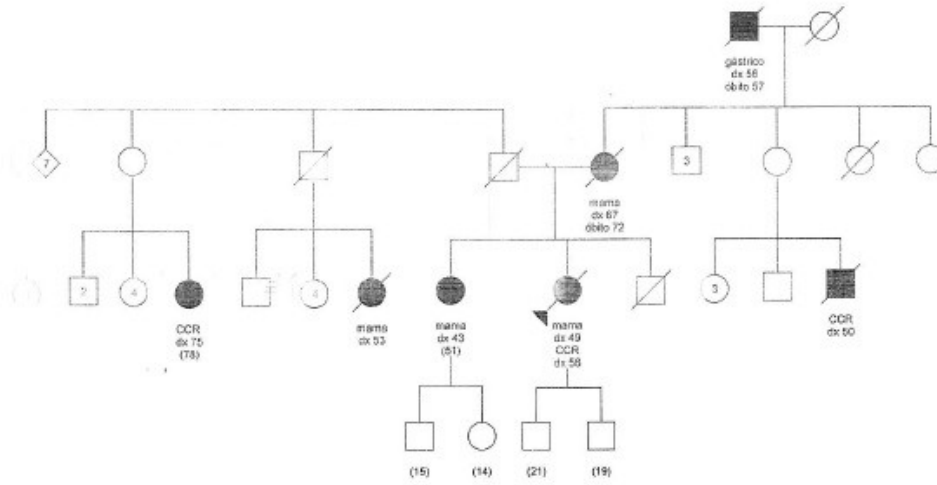 gástrico
dx 56
óbito 57
7
3
mama
dx 67
óbito 72
2
4
4
3
CCR
dx 75
(78)
mama
dx 53
mama
dx 43
(51)
mama
dx 49
CCR
dx 58
CCR
dx 50
(15)
(14)
(21)
(19)